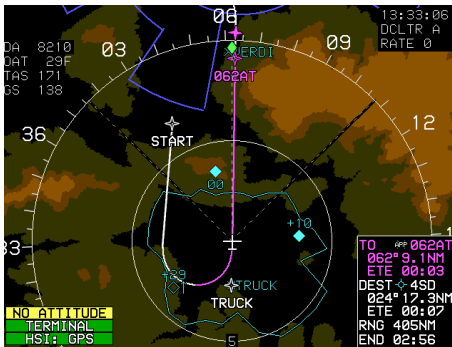 06
13:33:06
DCLTR A
RATE 0
DA 8210
OAT 29F
TAS 171
GS 138
03
09
VERDI
062AT
36
12
START
00
+10
33
+29
TRUCK
TRUCK
TO APP 062AT
062° 9.1NM
ETE 00:03
DEST 4SD
024°17.3NM
ETE 00:07
RNG 405NM
END 02:56
NO ATTITUDE
TERMINAL
HSI: GPS
5